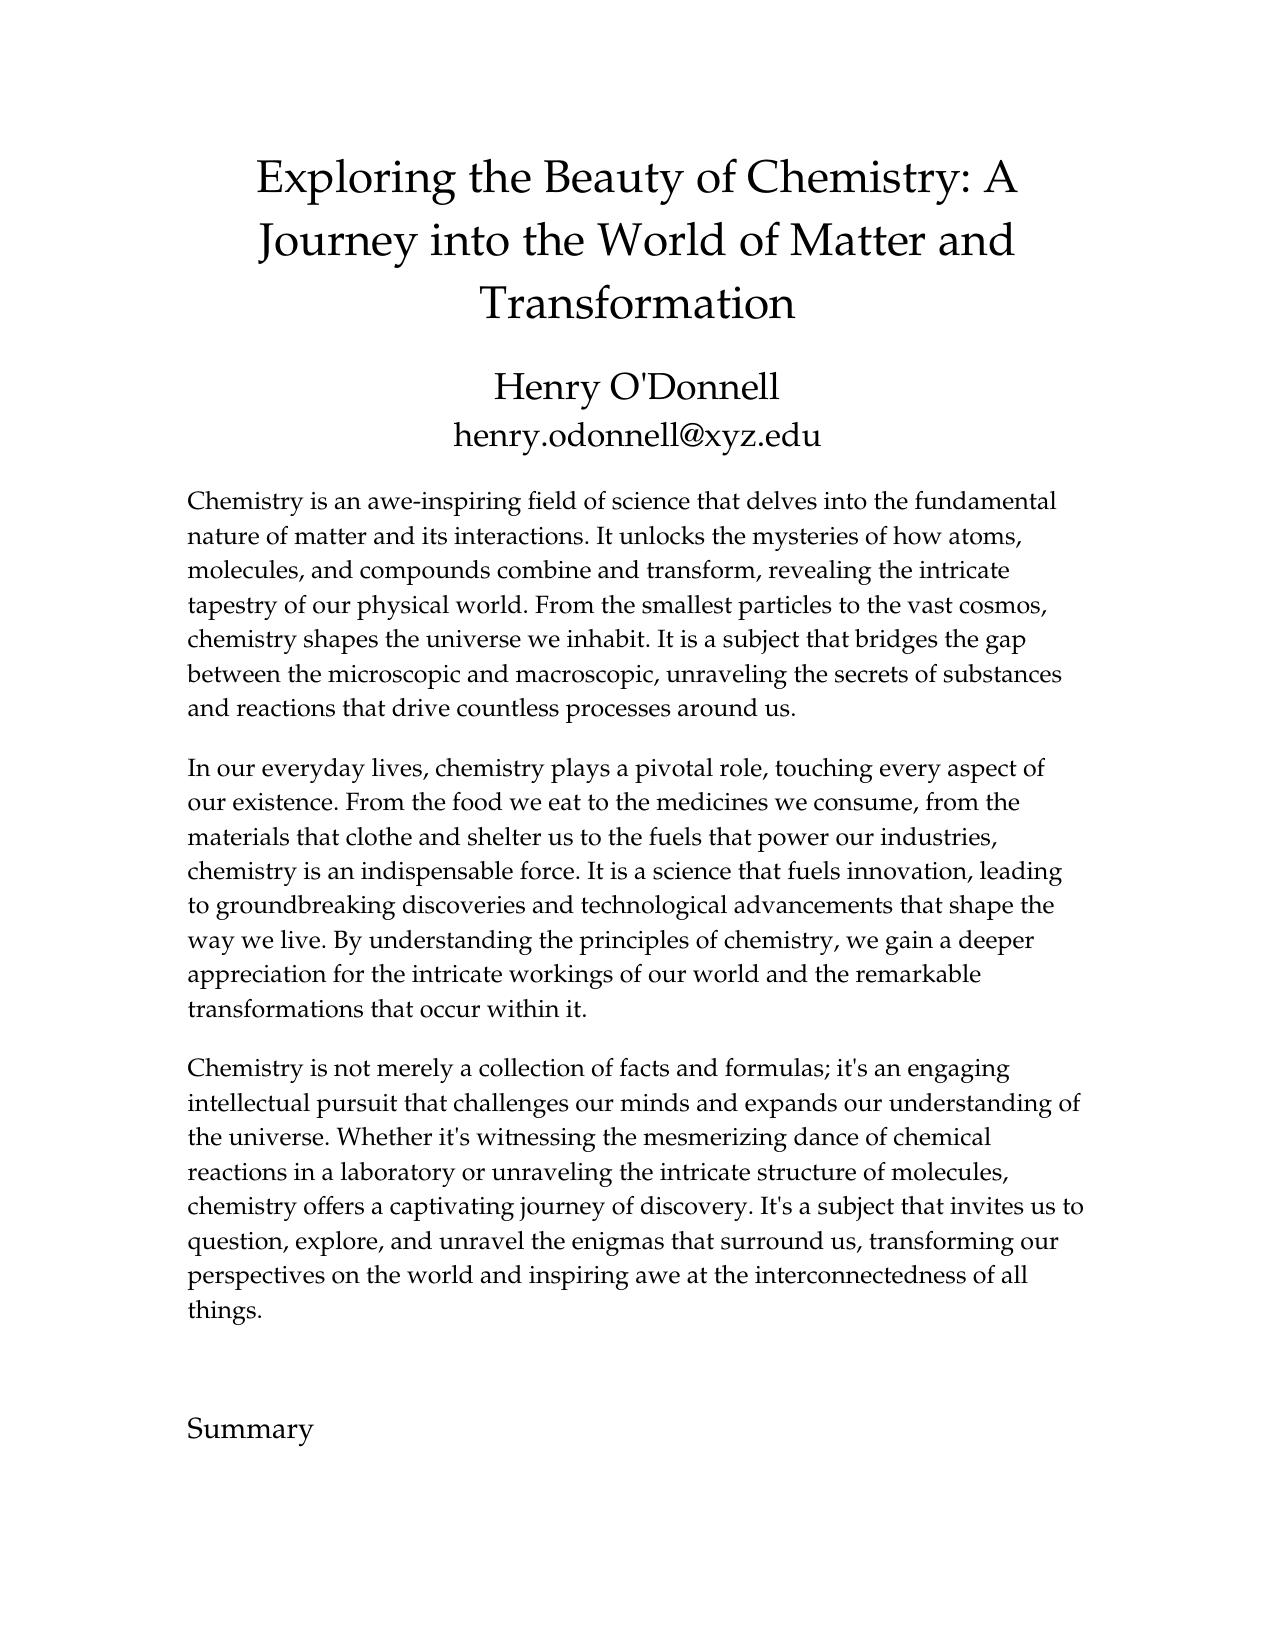 Exploring the Beauty of Chemistry: A
Journey into the World of Matter and
Transformation
Henry O'Donnell
henry.odonnell@xyz.edu
Chemistry is an awe-inspiring field of science that delves into the fundamental
nature of matter and its interactions. It unlocks the mysteries of how atoms,
molecules, and compounds combine and transform, revealing the intricate
tapestry of our physical world. From the smallest particles to the vast cosmos,
chemistry shapes the universe we inhabit. It is a subject that bridges the gap
between the microscopic and macroscopic, unraveling the secrets of substances
and reactions that drive countless processes around us.
In our everyday lives, chemistry plays a pivotal role, touching every aspect of
our existence. From the food we eat to the medicines we consume, from the
materials that clothe and shelter us to the fuels that power our industries,
chemistry is an indispensable force. It is a science that fuels innovation, leading
to groundbreaking discoveries and technological advancements that shape the
way we live. By understanding the principles of chemistry, we gain a deeper
appreciation for the intricate workings of our world and the remarkable
transformations that occur within it.
Chemistry is not merely a collection of facts and formulas; it's an engaging
intellectual pursuit that challenges our minds and expands our understanding of
the universe. Whether it's witnessing the mesmerizing dance of chemical
reactions in a laboratory or unraveling the intricate structure of molecules,
chemistry offers a captivating journey of discovery. It's a subject that invites us to
question, explore, and unravel the enigmas that surround us, transforming our
perspectives on the world and inspiring awe at the interconnectedness of all
things.
Summary